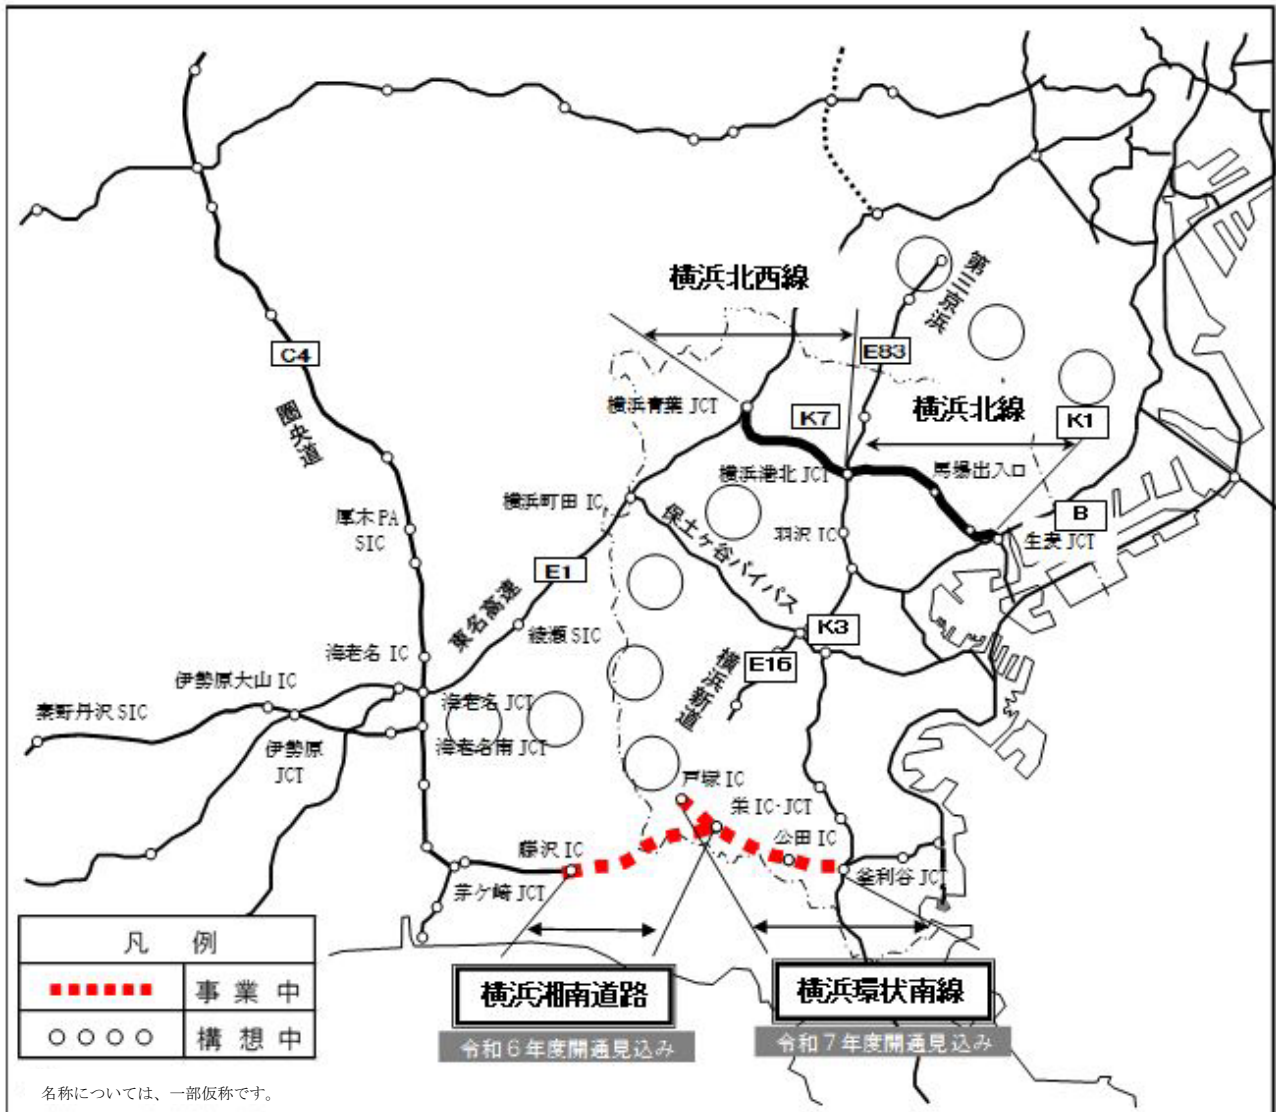 横浜北西線
第三京浜
C4
E83
圏央道
横浜青葉 JCT
K7
横浜北線
K1
横浜港北 JCT
馬場出入口
横浜町田 IC
厚木PA
SIC
保土ヶ谷バイパス
羽沢 IC
B
生麦 JCT
E1
東名高速
綾瀬 SIC
K3
海老名 IC
横浜新道
E16
伊勢原大山 IC
秦野丹沢 SIC
海老名 JCT
伊勢原
JCT
海老名南 JCT
戸塚 IC
栄 IC・JCT
公田 IC
藤沢 IC
釜利谷 JCT
茅ケ崎 JCT
凡 例
事 業 中
構 想 中
横浜湘南道路
令和6年度開通見込み
横浜環状南線
令和7年度開通見込み
名称については、一部仮称です。